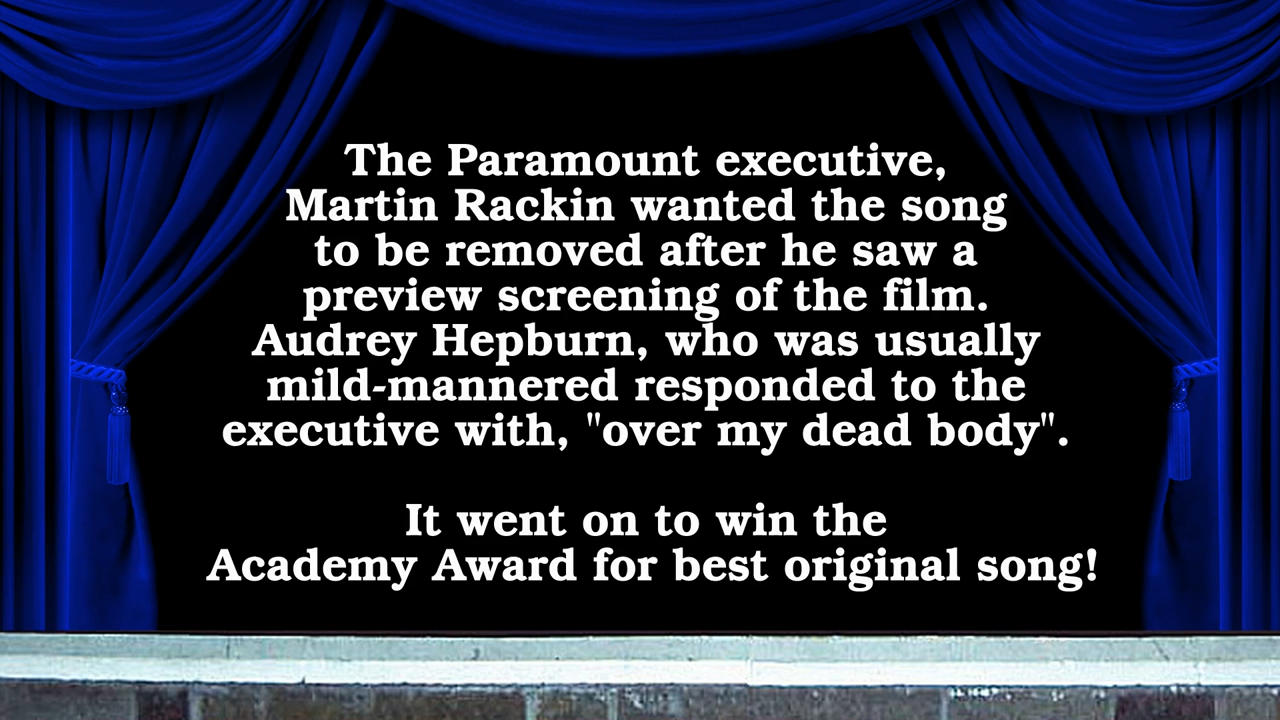 The Paramount executive,
Martin Rackin wanted the song
to be removed after he saw a
preview screening of the film.
Audrey Hepburn, who was usually
mild-mannered responded to the
executive with, "over my dead body".
It went on to win the
Academy Award for best original song!